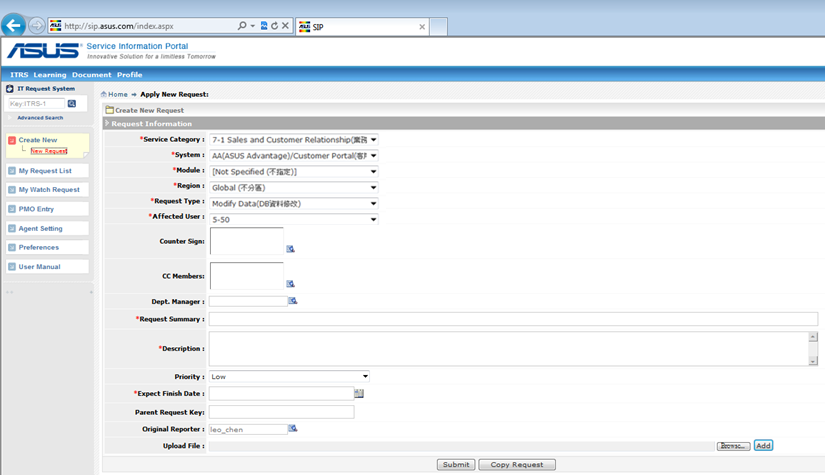 http://sip.asus.com/index.aspx
SIP
ASUS
Service Information Portal
Innovative Solution for a limitless Tomorrow
ITRS Learning Document Profile
IT Request System
Key:ITRS-1
Advanced Search
Create New
New Request
My Request List
My Watch Request
PMO Entry
Agent Setting
Preferences
User Manual
Home ➔ Apply New Request:
Create New Request
Request Information
*Service Category : 7-1 Sales and Customer Relationship(業務
*System : AA(ASUS Advantage)/Customer Portal(客戶
*Module : [Not Specified (不指定)]
*Region : Global (不分區)
*Request Type : Modify Data(DB資料修改)
*Affected User : 5-50
Counter Sign:
CC Members:
Dept. Manager :
*Request Summary :
*Description:
Priority : Low
*Expect Finish Date :
Parent Request Key:
Original Reporter : leo_chen
Upload File : Browse... Add
Submit Copy Request